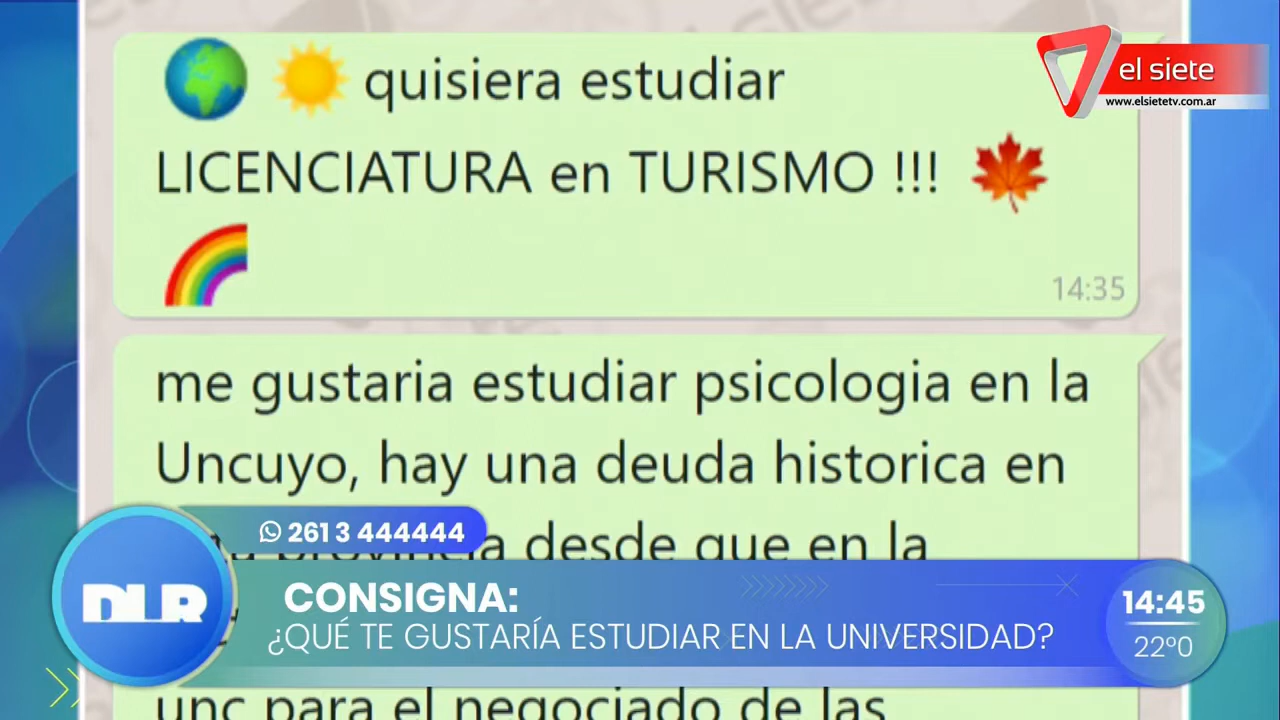 quisiera estudiar
LICENCIATURA en TURISMO !!!
14:35
el siete
www.elsietetv.com.ar
me gustaria estudiar psicologia en la
Uncuyo, hay una deuda historica en
provincia desde que en la
unc para el negociado de las
261 3 444444
DLR
CONSIGNA:
¿QUÉ TE GUSTARÍA ESTUDIAR EN LA UNIVERSIDAD?
14:45
22º0